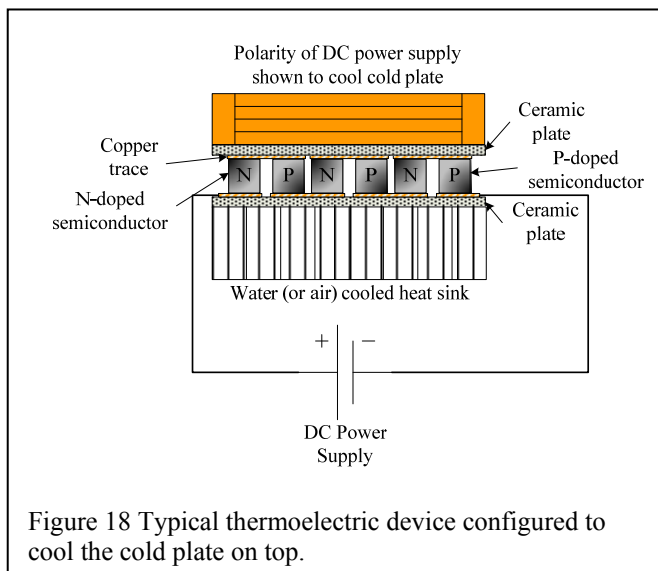 Polarity of DC power supply
shown to cool cold plate
Ceramic
plate
Copper
trace
P-doped
semiconductor
N-doped
semiconductor
N P N P N P
Ceramic
plate
Water (or air) cooled heat sink
+ −
DC Power
Supply
Figure 18 Typical thermoelectric device configured to
cool the cold plate on top.